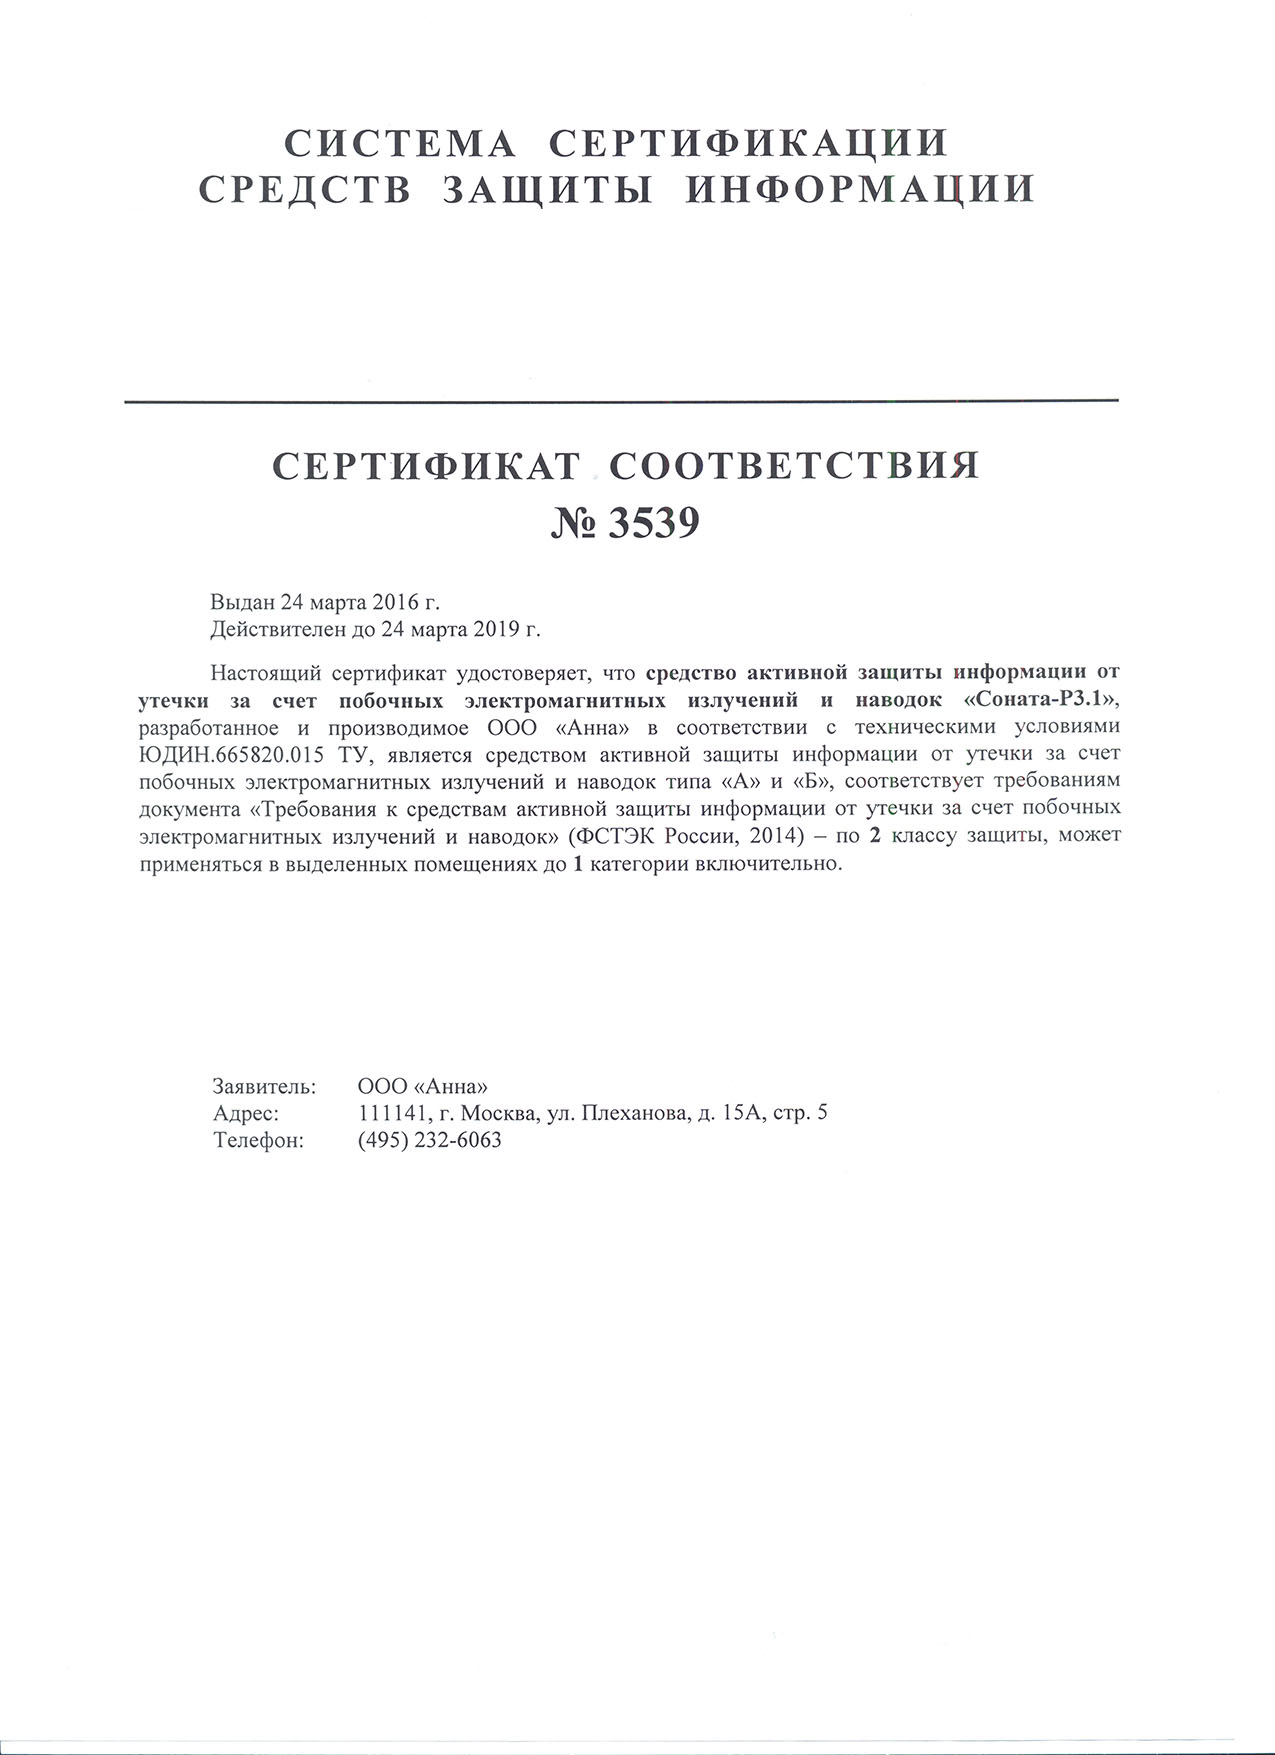 СИСТЕМА СЕРТИФИКАЦИИ
СРЕДСТВ ЗАЩИТЫ ИНФОРМАЦИИ
СЕРТИФИКАТ СООТВЕТСТВИЯ
№ 3539
Выдан 24 марта 2016 г.
Действителен до 24 марта 2019 г.
Настоящий сертификат удостоверяет, что средство активной защиты информации от
утечки за счет побочных электромагнитных излучений и наводок «Соната-Р3.1»,
разработанное и производимое ООО «Анна» в соответствии с техническими условиями
ЮДИН.665820.015 ТУ, является средством активной защиты информации от утечки за счет
побочных электромагнитных излучений и наводок типа «А» и «Б», соответствует требованиям
документа «Требования к средствам активной защиты информации от утечки за счет побочных
электромагнитных излучений и наводок» (ФСТЭК России, 2014) – по 2 классу защиты, может
применяться в выделенных помещениях до 1 категории включительно.
Заявитель: ООО «Анна»
Адрес: 111141, г. Москва, ул. Плеханова, д. 15А, стр. 5
Телефон: (495) 232-6063